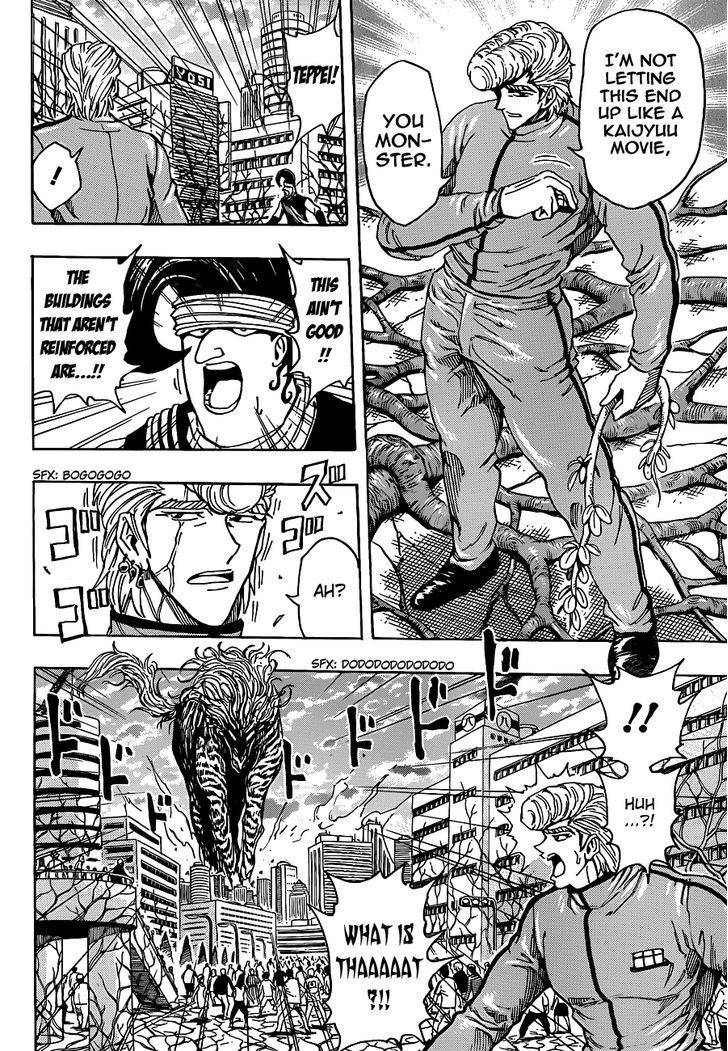 I'M NOT
LETTING
THIS END
UP LIKE A
KAIJYUU
MOVIE,
YOU
MON-
STER.
TEPPEI!
YOSI
!
THIS
AIN'T
GOOD
!!
THE
BUILDINGS
THAT AREN'T
REINFORCED
ARE...!!
SFX: BOGOGOGO
ズズ
ゴゴ
AH?
SFX: DODODODODODODO
ドドドドド
!!
HUH
...?!
WHAT IS
THAAAAAT
?!!